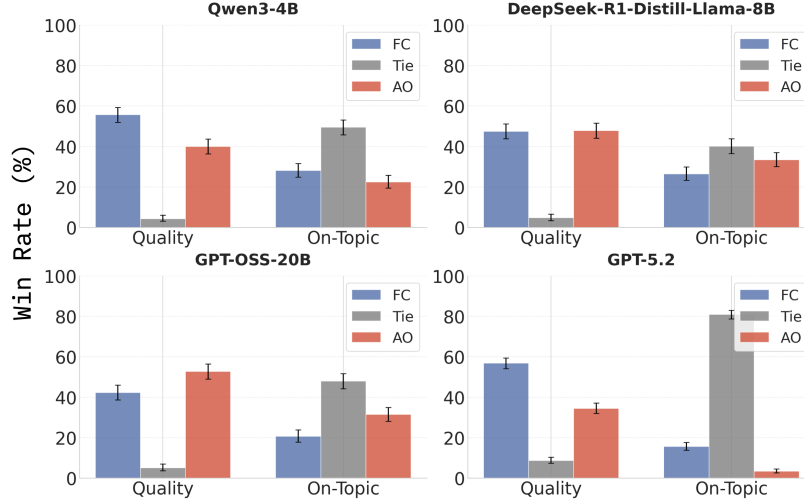 Qwen3-4B
DeepSeek-R1-Distill-Llama-8B
Win Rate (%)
100
80
60
40
20
0
FC
Tie
AO
Quality
On-Topic
100
80
60
40
20
0
FC
Tie
AO
Quality
On-Topic
GPT-OSS-20B
GPT-5.2
100
80
60
40
20
0
FC
Tie
AO
Quality
On-Topic
100
80
60
40
20
0
FC
Tie
AO
Quality
On-Topic